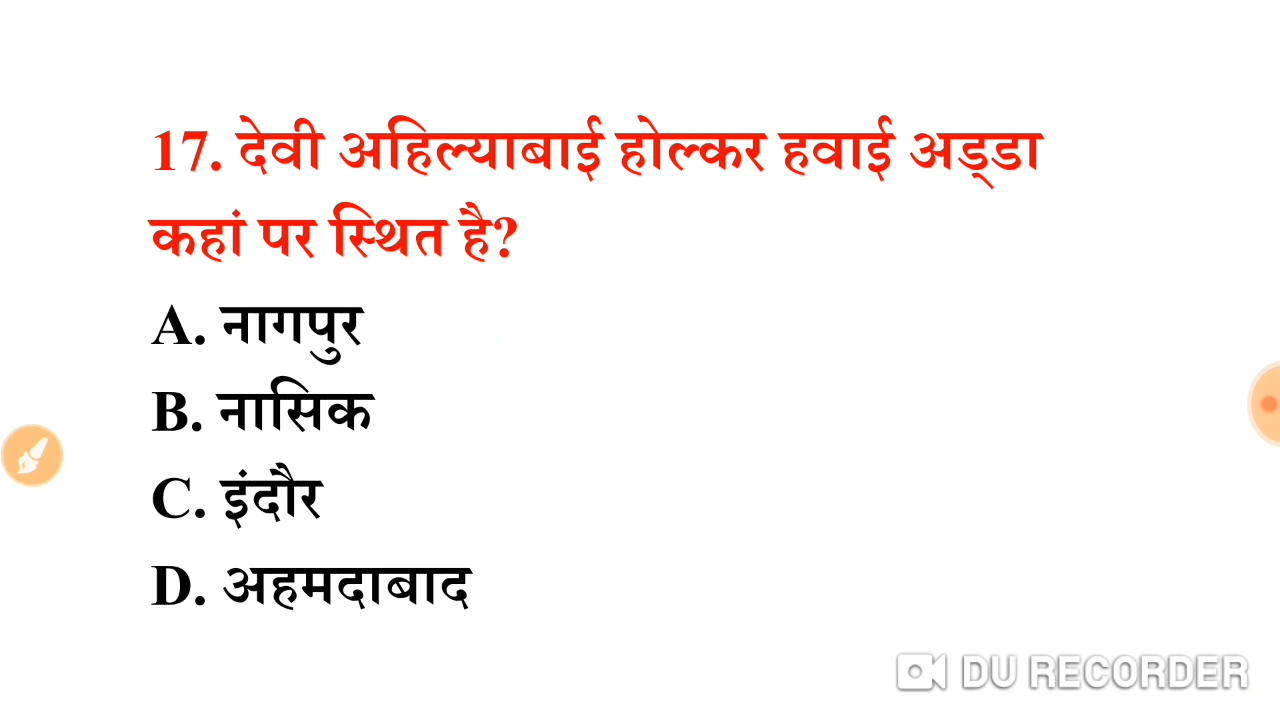 17. देवी अहिल्याबाई होल्कर हवाई अड्डा
कहां पर स्थित है?
A. नागपुर
B. नासिक
C. इंदौर
D. अहमदाबाद
DU RECORDER